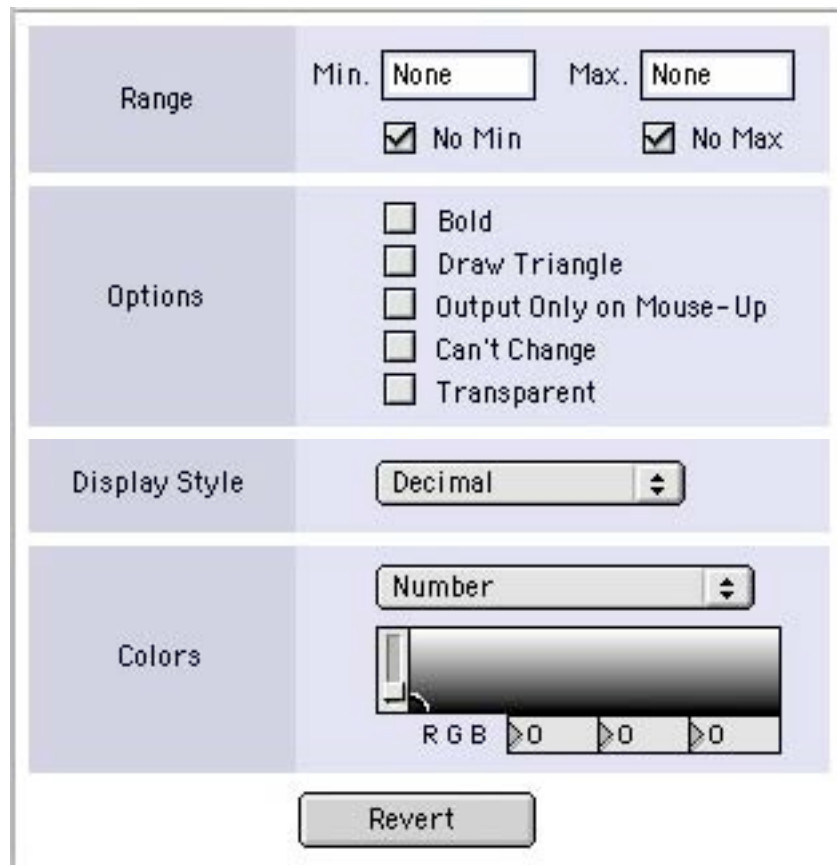 Range
Min. None Max. None
No Min No Max
Options
Bold
Draw Triangle
Output Only on Mouse-Up
Can't Change
Transparent
Display Style
Decimal
Colors
Number
R G B 0 0 0
Revert